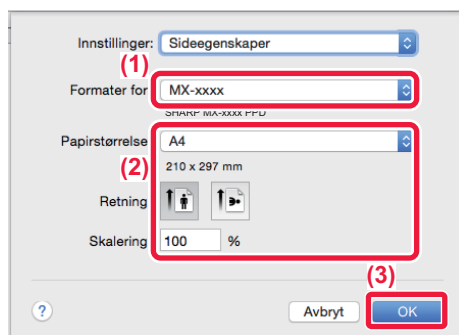 Innstillinger: Sideegenskaper
(1)
Formater for MX-xxxx
SHARP MX-xxxx PPD
Papirstørrelse A4
(2) 210 x 297 mm
Retning
Skalering 100 %
(3)
? Avbryt OK